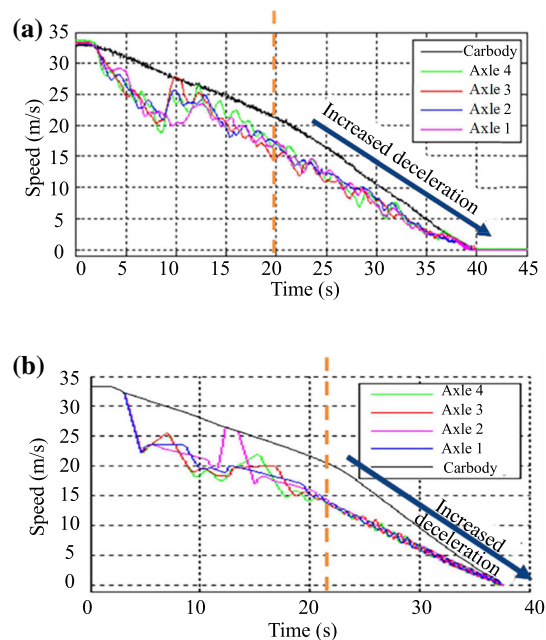 (a)
35
30
25
20
15
10
5
0
Speed (m/s)
Carbody
Axle 4
Axle 3
Axle 2
Axle 1
Increased deceleration
0 5 10 15 20 25 30 35 40 45
Time (s)
(b)
35
30
25
20
15
10
5
0
Speed (m/s)
Axle 4
Axle 3
Axle 2
Axle 1
Carbody
Increased
deceleration
0 10 20 30 40
Time (s)